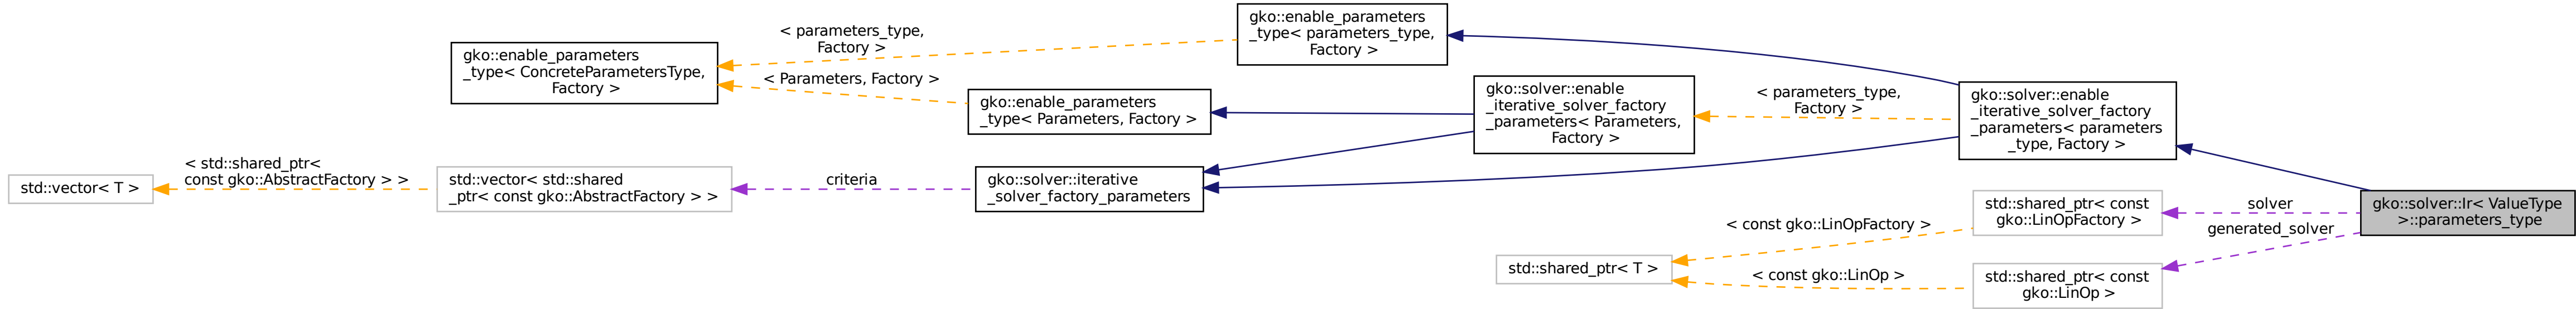 gko::enable_parameters
_type< parameters_type,
Factory >
< parameters_type,
Factory >
gko::enable_parameters
_type< ConcreteParametersType,
Factory >
< Parameters, Factory >
gko::enable_parameters
_type< Parameters, Factory >
gko::solver::enable
_iterative_solver_factory
_parameters< Parameters,
Factory >
< parameters_type,
Factory >
gko::solver::enable
_iterative_solver_factory
_parameters< parameters
_type, Factory >
std::vector< T >
< std::shared_ptr<
const gko::AbstractFactory > >
std::vector< std::shared
_ptr< const gko::AbstractFactory > >
criteria
gko::solver::iterative
_solver_factory_parameters
std::shared_ptr< const
gko::LinOpFactory >
solver
gko::solver::Ir< ValueType
>::parameters_type
< const gko::LinOpFactory >
generated_solver
std::shared_ptr< T >
< const gko::LinOp >
std::shared_ptr< const
gko::LinOp >